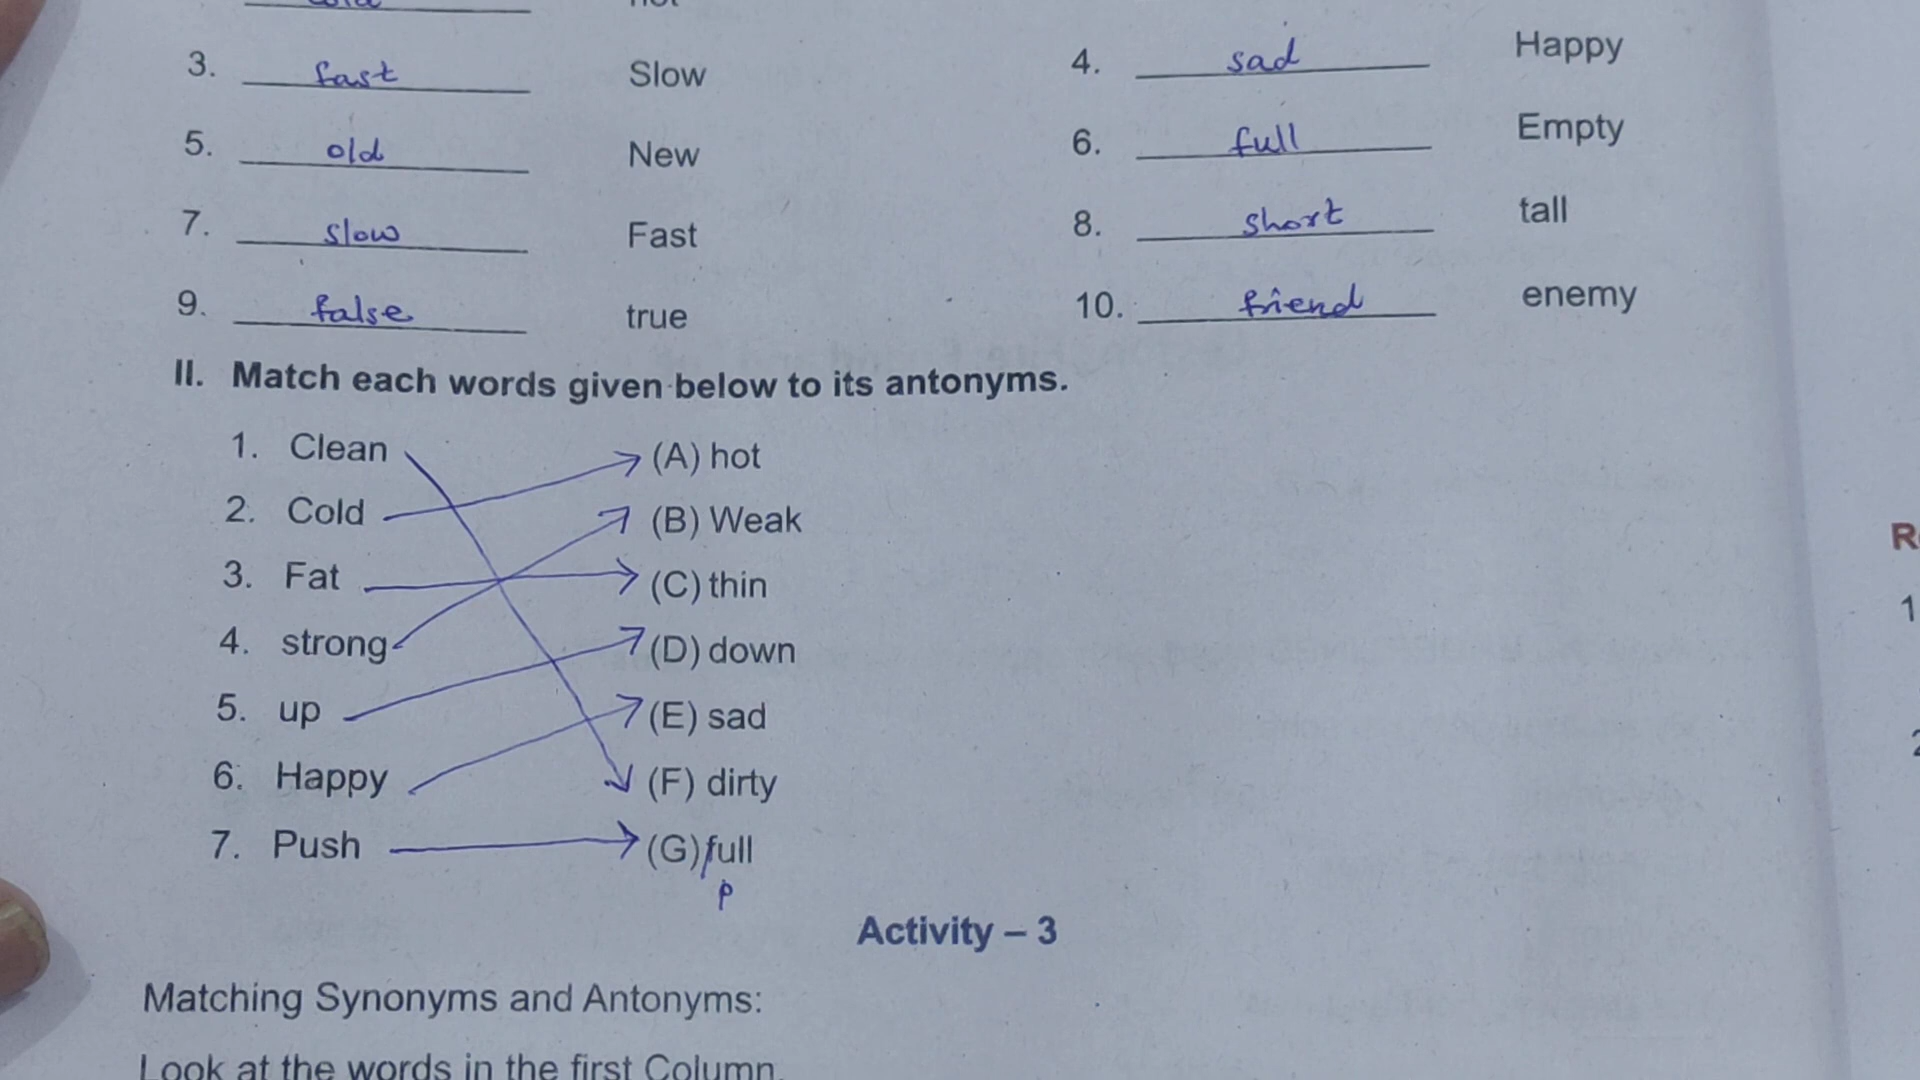 3. fast Slow 4. sad Happy
5. old New 6. full Empty
7. slow Fast 8. short tall
9. false true 10. friend enemy
II. Match each words given below to its antonyms.
1. Clean (A) hot
2. Cold (B) Weak
3. Fat (C) thin
4. strong (D) down
5. up (E) sad
6. Happy (F) dirty
7. Push (G) full
p
Activity – 3
Matching Synonyms and Antonyms:
Look at the words in the first Column.